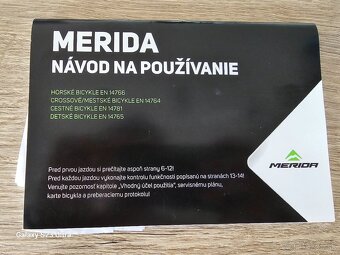 MERIDA
NÁVOD NA POUŽÍVANIE
HORSKÉ BICYKLE EN 14766
CROSSOVÉ/MESTSKÉ BICYKLE EN 14764
CESTNÉ BICYKLE EN 14781
DETSKÉ BICYKLE EN 14765
Pred prvou jazdou si prečítajte aspoň strany 6-12!
Pred každou jazdou vykonajte kontrolu funkčnosti popísanú na stranách 13-14!
Venujte pozornosť kapitole „Vhodný účel použitia", servisnému plánu,
karte bicykla a preberaciemu protokolu!
MERIDA